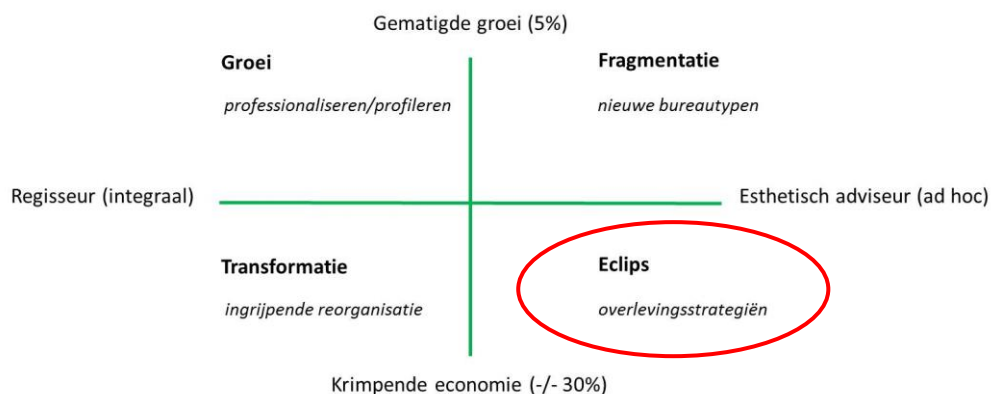 Gematigde groei (5%)
Groei
Fragmentatie
professionaliseren/profileren
nieuwe bureautypen
Regisseur (integraal)
Esthetisch adviseur (ad hoc)
Transformatie
Eclips
ingrijpende reorganisatie
overlevingsstrategiën
Krimpende economie (-/- 30%)